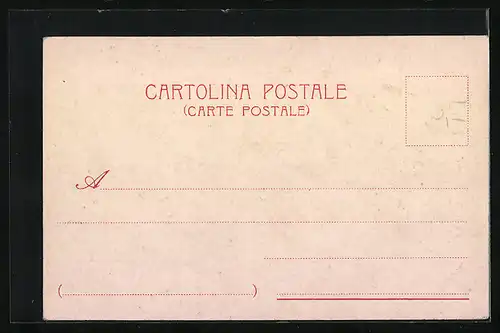 CARTOLINA POSTALE
(CARTE POSTALE)
A
( )